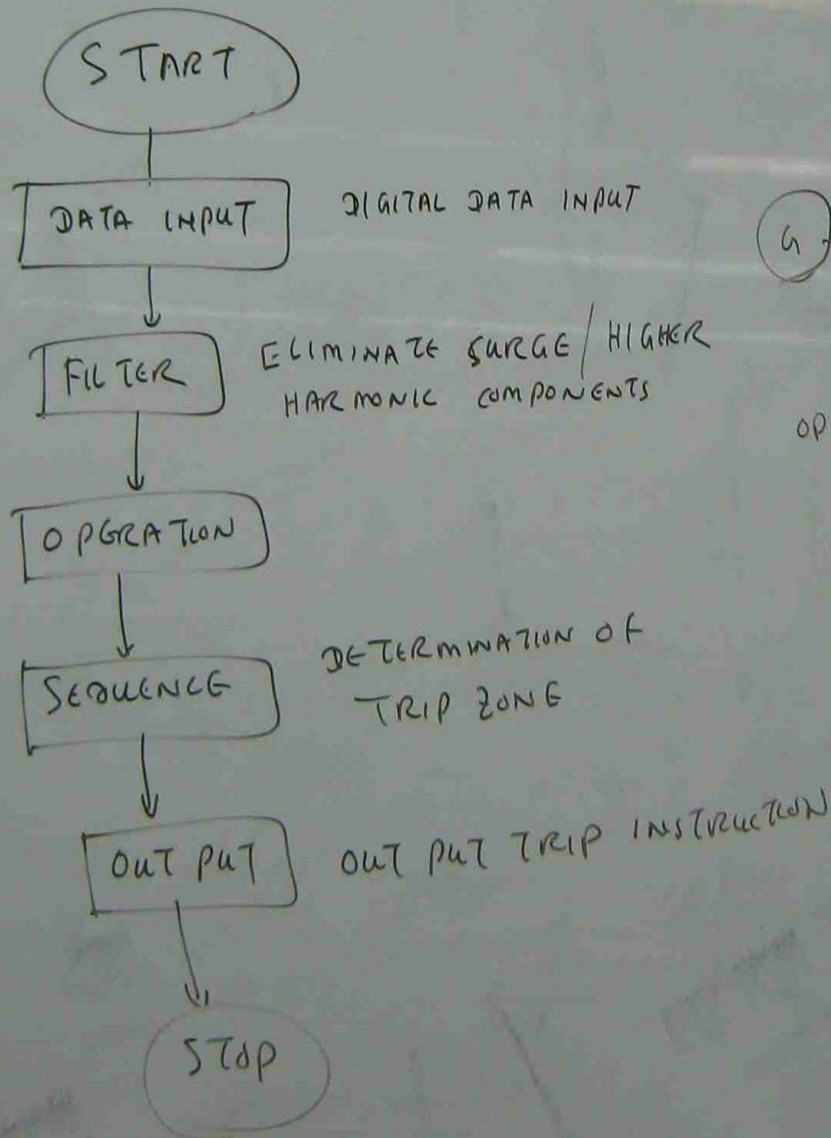 START
DATA INPUT
DIGITAL DATA INPUT
G
FILTER
ELIMINATE SURGE / HIGHER
HARMONIC COMPONENTS
OP
OPERATION
SEQUENCE
DETERMINATION OF
TRIP ZONE
OUT PUT
OUT PUT TRIP INSTRUCTION
STOP